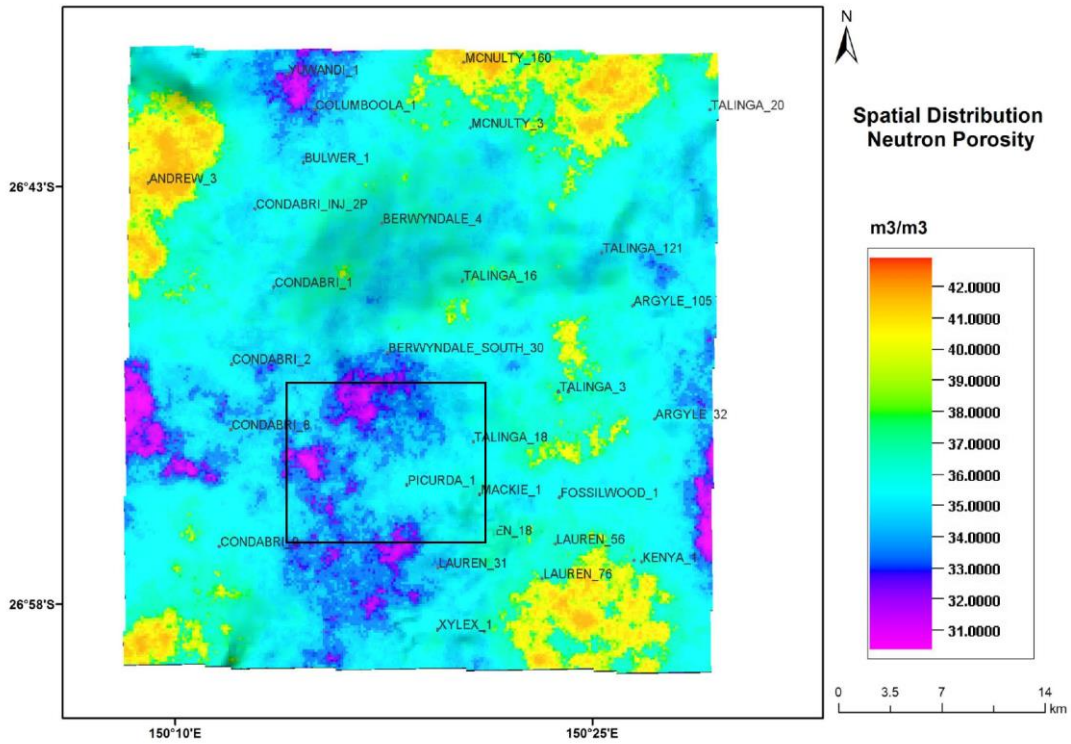 N
Spatial Distribution
Neutron Porosity
m3/m3
42.0000
41.0000
40.0000
39.0000
38.0000
37.0000
36.0000
35.0000
34.0000
33.0000
32.0000
31.0000
0 3.5 7 14
km
26°43'S
26°58'S
150°10'E
150°25'E
YUWANDI_1
MCNULTY_160
COLUMBOOLA_1
TALINGA_20
MCNULTY_3
BULWER_1
ANDREW_3
CONDABRI_INJ_2P
BERWYNDALE_4
TALINGA_121
CONDABRI_1
TALINGA_16
ARGYLE_105
BERWYNDALE_SOUTH_30
CONDABRI_2
TALINGA_3
ARGYLE_32
CONDABRI_8
TALINGA_18
PICURDA_1
MACKIE_1
FOSSILWOOD_1
EN_18
LAUREN_56
KENYA_1
LAUREN_31
LAUREN_76
XYLEX_1